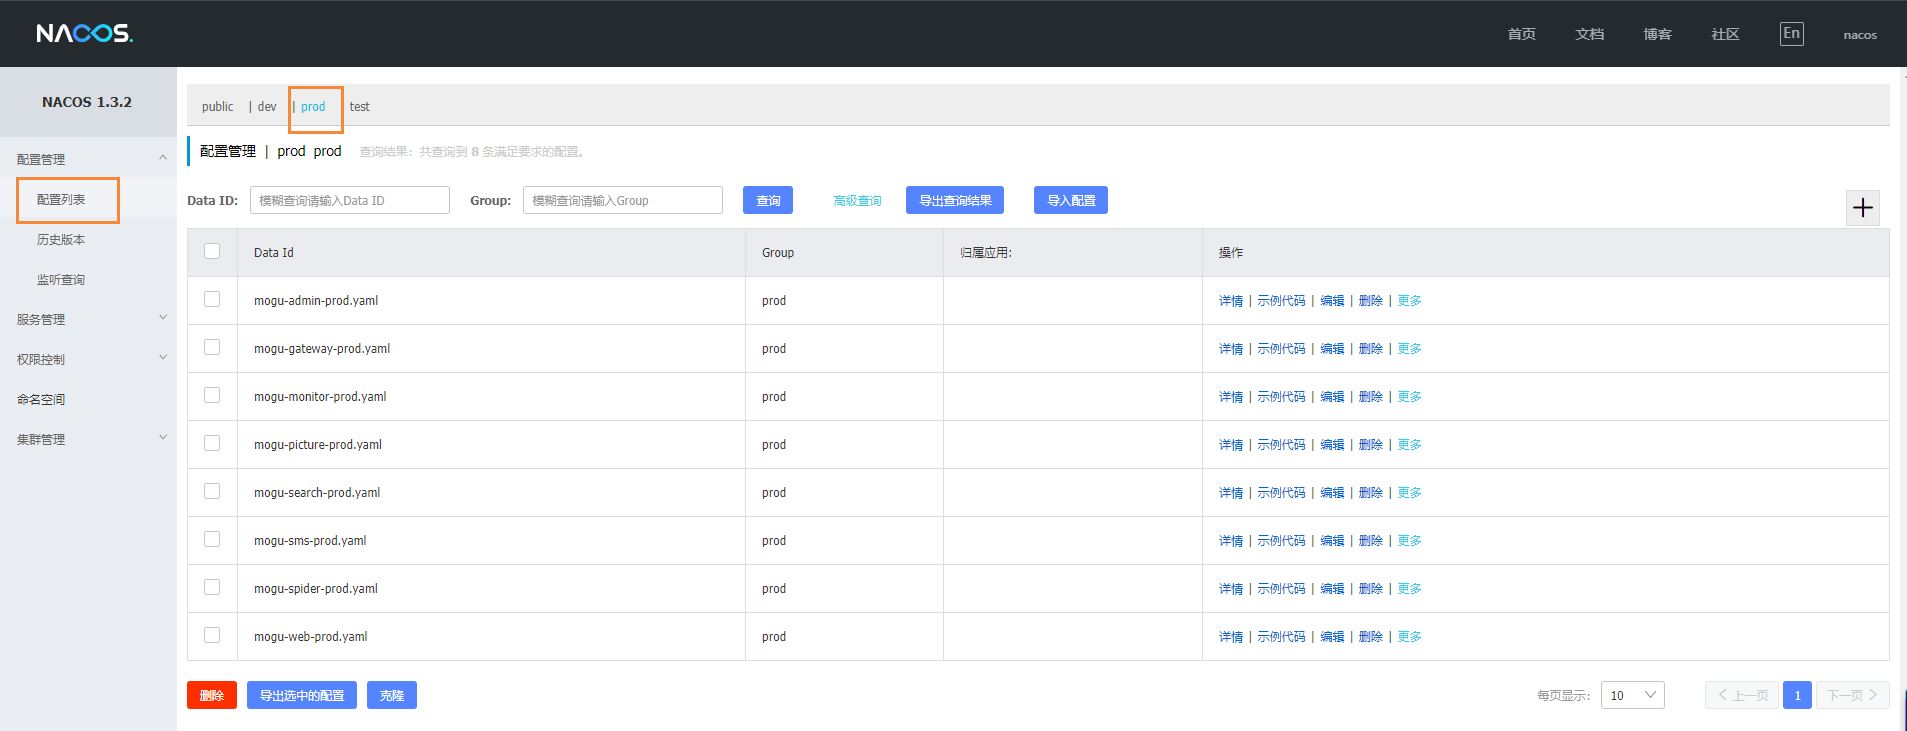 NACOS.
首页 文档 博客 社区 En nacos
NACOS 1.3.2
配置管理
配置列表
历史版本
监听查询
服务管理
权限控制
命名空间
集群管理
public | dev | prod test
配置管理 | prod prod 查询结果：共查询到 8 条满足要求的配置。
Data ID: 模糊查询请输入Data ID Group: 模糊查询请输入Group 查询 高级查询 导出查询结果 导入配置
Data Id Group 归属应用: 操作
mogu-admin-prod.yaml prod 详情 | 示例代码 | 编辑 | 删除 | 更多
mogu-gateway-prod.yaml prod 详情 | 示例代码 | 编辑 | 删除 | 更多
mogu-monitor-prod.yaml prod 详情 | 示例代码 | 编辑 | 删除 | 更多
mogu-picture-prod.yaml prod 详情 | 示例代码 | 编辑 | 删除 | 更多
mogu-search-prod.yaml prod 详情 | 示例代码 | 编辑 | 删除 | 更多
mogu-sms-prod.yaml prod 详情 | 示例代码 | 编辑 | 删除 | 更多
mogu-spider-prod.yaml prod 详情 | 示例代码 | 编辑 | 删除 | 更多
mogu-web-prod.yaml prod 详情 | 示例代码 | 编辑 | 删除 | 更多
删除 导出选中的配置 克隆 每页显示: 10 上一页 1 下一页